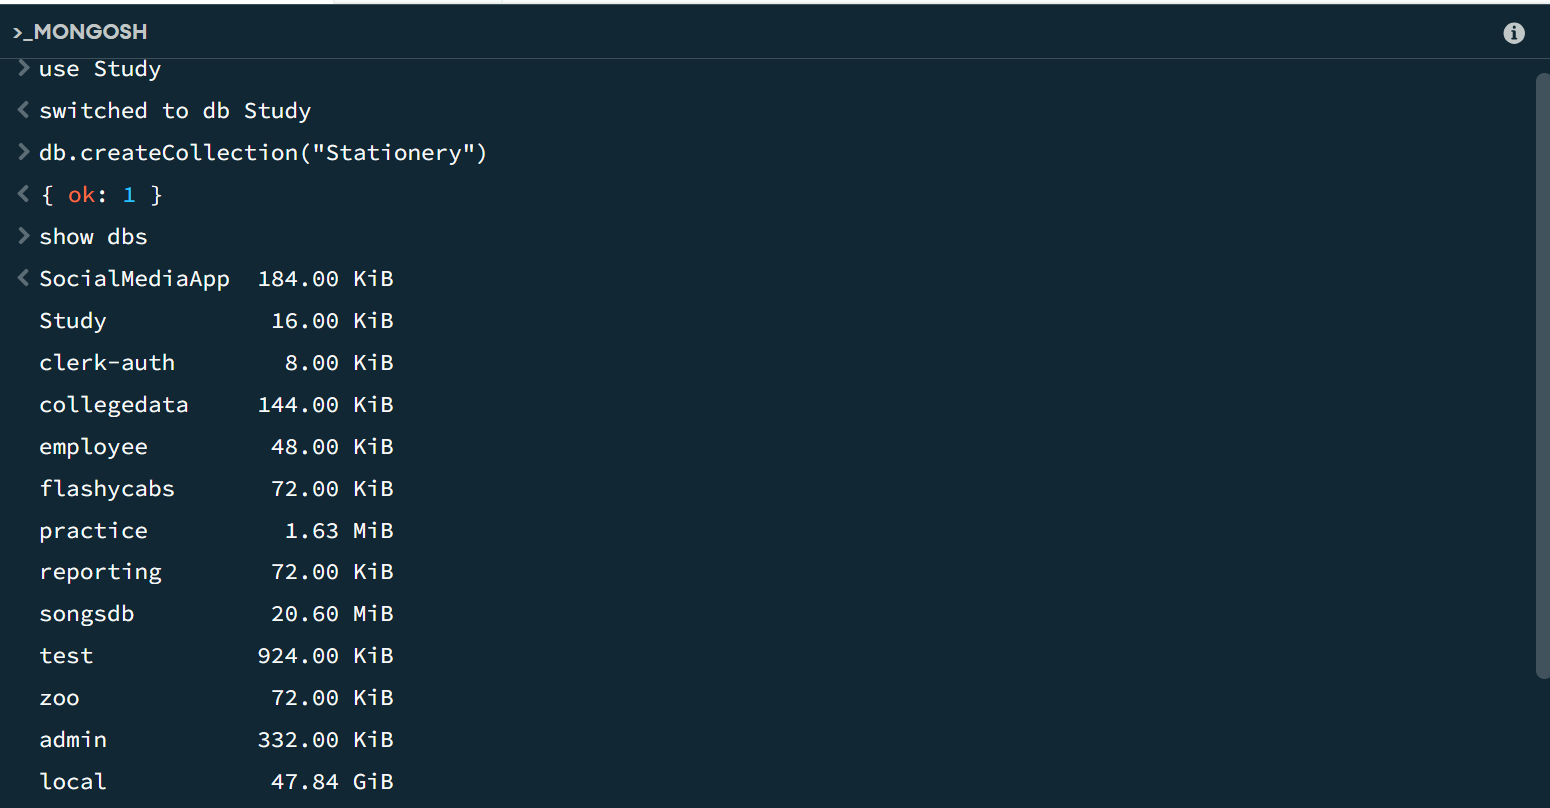 >_MONGOSH
> use Study
< switched to db Study
> db.createCollection("Stationery")
< { ok: 1 }
> show dbs
< SocialMediaApp  184.00 KiB
Study            16.00 KiB
clerk-auth        8.00 KiB
collegedata     144.00 KiB
employee         48.00 KiB
flashycabs       72.00 KiB
practice          1.63 MiB
reporting        72.00 KiB
songsdb          20.60 MiB
test            924.00 KiB
zoo              72.00 KiB
admin           332.00 KiB
local            47.84 GiB